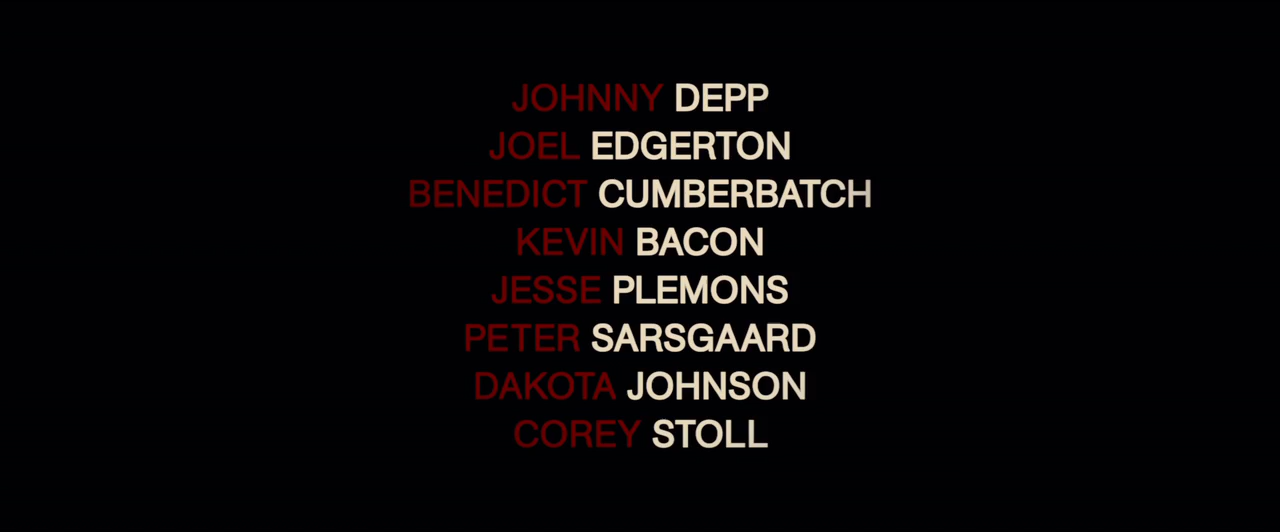 JOHNNY DEPP
JOEL EDGERTON
BENEDICT CUMBERBATCH
KEVIN BACON
JESSE PLEMONS
PETER SARSGAARD
DAKOTA JOHNSON
COREY STOLL